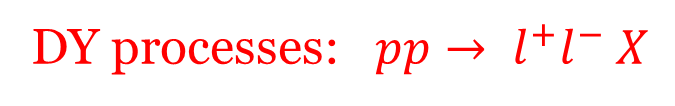 DY processes: pp → l⁺l⁻ X